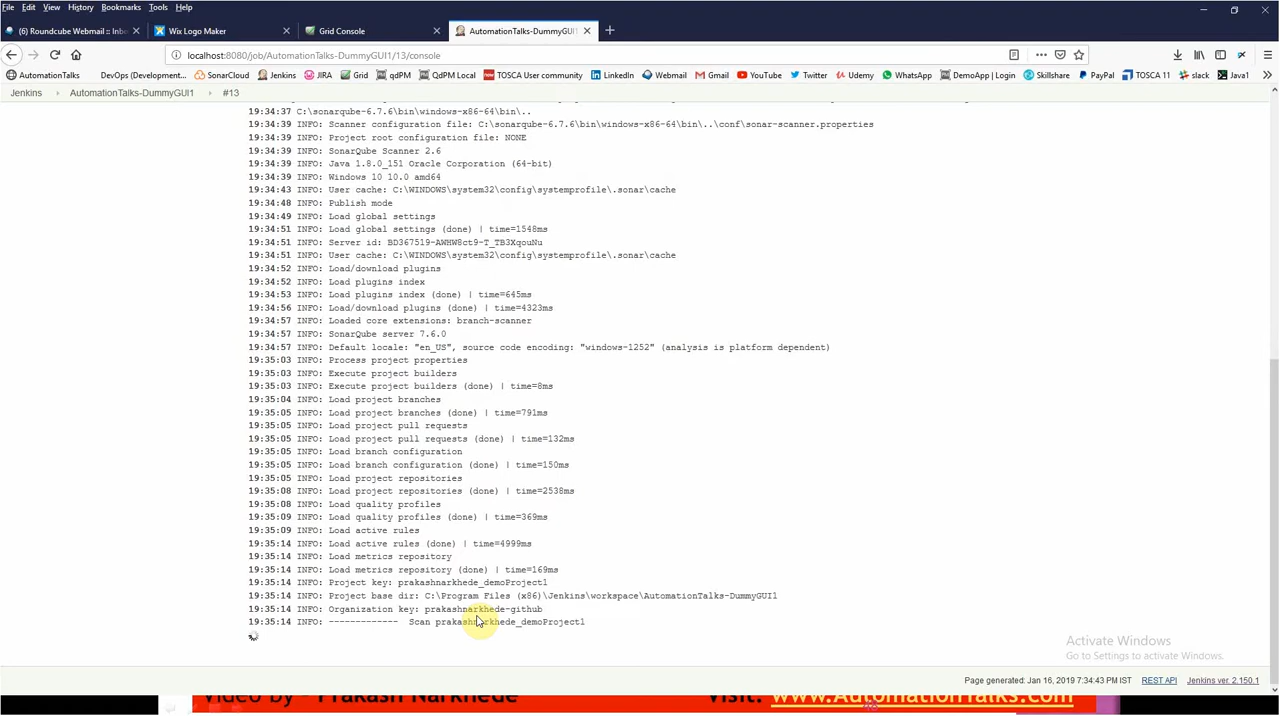 File Edit View History Bookmarks Tools Help
(6) Roundcube Webmail :: Inb
Wix Logo Maker
Grid Console
AutomationTalks-DummyGUI1
localhost:8080/job/AutomationTalks-DummyGUI1/13/console
AutomationTalks DevOps (Development... SonarCloud Jenkins JIRA Grid qdPM QdPM Local TOSCA User community LinkedIn Webmail Gmail YouTube Twitter Udemy WhatsApp DemoApp | Login Skillshare PayPal TOSCA 11 slack Java1
Jenkins AutomationTalks-DummyGUI1 #13
19:34:37 C:\sonarqube-6.7.6\bin\windows-x86-64\bin\..
19:34:39 INFO: Scanner configuration file: C:\sonarqube-6.7.6\bin\windows-x86-64\bin\..\conf\sonar-scanner.properties
19:34:39 INFO: Project root configuration file: NONE
19:34:39 INFO: SonarQube Scanner 2.6
19:34:39 INFO: Java 1.8.0_151 Oracle Corporation (64-bit)
19:34:39 INFO: Windows 10 10.0 amd64
19:34:43 INFO: User cache: C:\WINDOWS\system32\config\systemprofile\.sonar\cache
19:34:48 INFO: Publish mode
19:34:49 INFO: Load global settings
19:34:51 INFO: Load global settings (done) | time=1548ms
19:34:51 INFO: Server id: BD367519-AWHW8ct9-T_TB3XqouNu
19:34:51 INFO: User cache: C:\WINDOWS\system32\config\systemprofile\.sonar\cache
19:34:52 INFO: Load/download plugins
19:34:52 INFO: Load plugins index
19:34:53 INFO: Load plugins index (done) | time=645ms
19:34:56 INFO: Load/download plugins (done) | time=4323ms
19:34:57 INFO: Loaded core extensions: branch-scanner
19:34:57 INFO: SonarQube server 7.6.0
19:34:57 INFO: Default locale: "en_US", source code encoding: "windows-1252" (analysis is platform dependent)
19:35:03 INFO: Process project properties
19:35:03 INFO: Execute project builders
19:35:03 INFO: Execute project builders (done) | time=8ms
19:35:04 INFO: Load project branches
19:35:05 INFO: Load project branches (done) | time=791ms
19:35:05 INFO: Load project pull requests
19:35:05 INFO: Load project pull requests (done) | time=132ms
19:35:05 INFO: Load branch configuration
19:35:05 INFO: Load branch configuration (done) | time=150ms
19:35:05 INFO: Load project repositories
19:35:08 INFO: Load project repositories (done) | time=2538ms
19:35:08 INFO: Load quality profiles
19:35:09 INFO: Load quality profiles (done) | time=369ms
19:35:09 INFO: Load active rules
19:35:14 INFO: Load active rules (done) | time=4999ms
19:35:14 INFO: Load metrics repository
19:35:14 INFO: Load metrics repository (done) | time=169ms
19:35:14 INFO: Project key: prakashnarkhede_demoProject1
19:35:14 INFO: Project base dir: C:\Program Files (x86)\Jenkins\workspace\AutomationTalks-DummyGUI1
19:35:14 INFO: Organization key: prakashnarkhede-github
19:35:14 INFO: ------------- Scan prakashnarkhede_demoProject1
Activate Windows
Go to Settings to activate Windows.
Page generated: Jan 16, 2019 7:34:43 PM IST REST API Jenkins ver. 2.150.1
Video by - Prakash Narkhede Visit: www.AutomationTalks.com